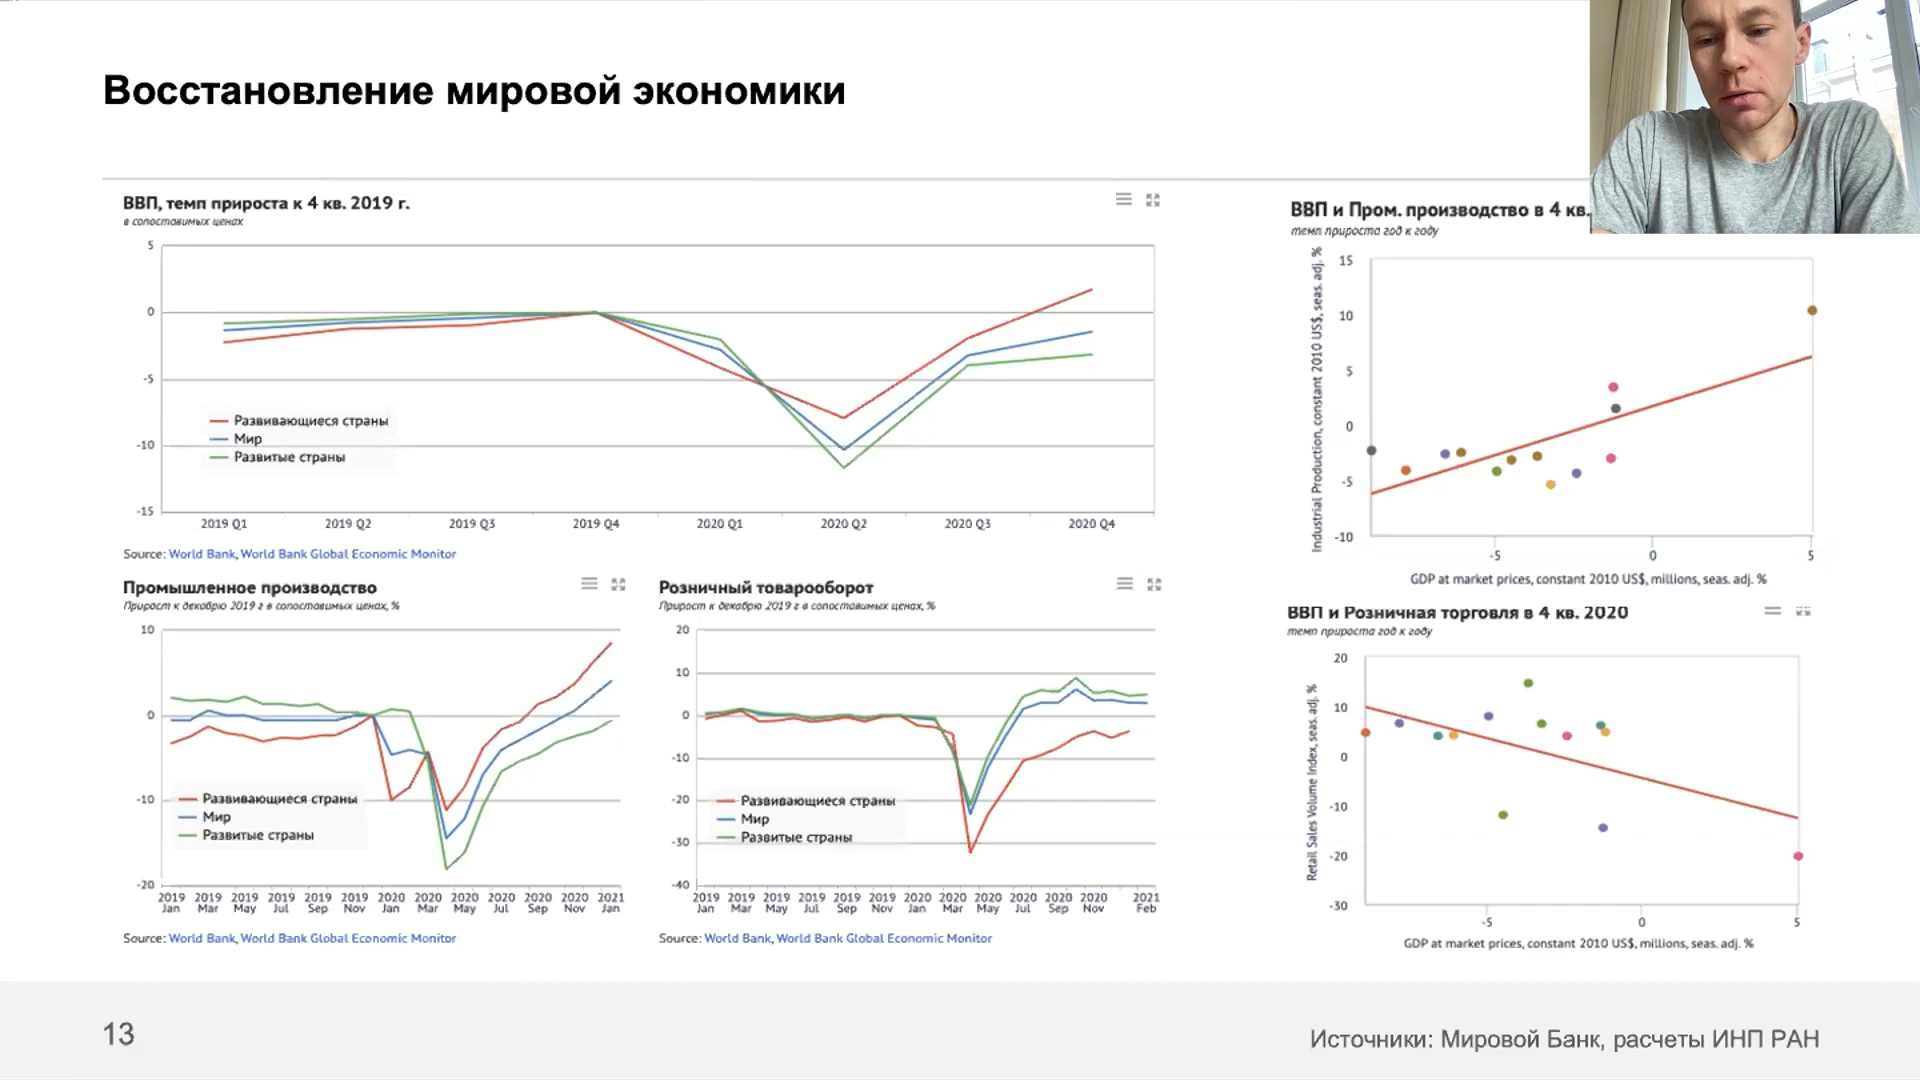 Восстановление мировой экономики
ВВП, темп прироста к 4 кв. 2019 г.
в сопоставимых ценах
5
0
-5
-10
-15
Развивающиеся страны
Мир
Развитые страны
2019 Q1 2019 Q2 2019 Q3 2019 Q4 2020 Q1 2020 Q2 2020 Q3 2020 Q4
Source: World Bank, World Bank Global Economic Monitor
Промышленное производство
Прирост к декабрю 2019 г в сопоставимых ценах, %
10
0
-10
-20
Развивающиеся страны
Мир
Развитые страны
2019 2019 2019 2019 2019 2019 2020 2020 2020 2020 2020 2020 2021
Jan Mar May Jul Sep Nov Jan Mar May Jul Sep Nov Jan
Source: World Bank, World Bank Global Economic Monitor
Розничный товарооборот
Прирост к декабрю 2019 г в сопоставимых ценах, %
20
10
0
-10
-20
-30
-40
Развивающиеся страны
Мир
Развитые страны
2019 2019 2019 2019 2019 2019 2020 2020 2020 2020 2020 2020 2021
Jan Mar May Jul Sep Nov Jan Mar May Jul Sep Nov Feb
Source: World Bank, World Bank Global Economic Monitor
ВВП и Пром. производство в 4 кв.
темп прироста год к году
Industrial Production, constant 2010 US$, seas. adj. %
15
10
5
0
-5
-10
-5 0 5
GDP at market prices, constant 2010 US$, millions, seas. adj. %
ВВП и Розничная торговля в 4 кв. 2020
темп прироста год к году
Retail Sales Volume Index, seas. adj. %
20
10
0
-10
-20
-30
-5 0 5
GDP at market prices, constant 2010 US$, millions, seas. adj. %
13
Источники: Мировой Банк, расчеты ИНП РАН